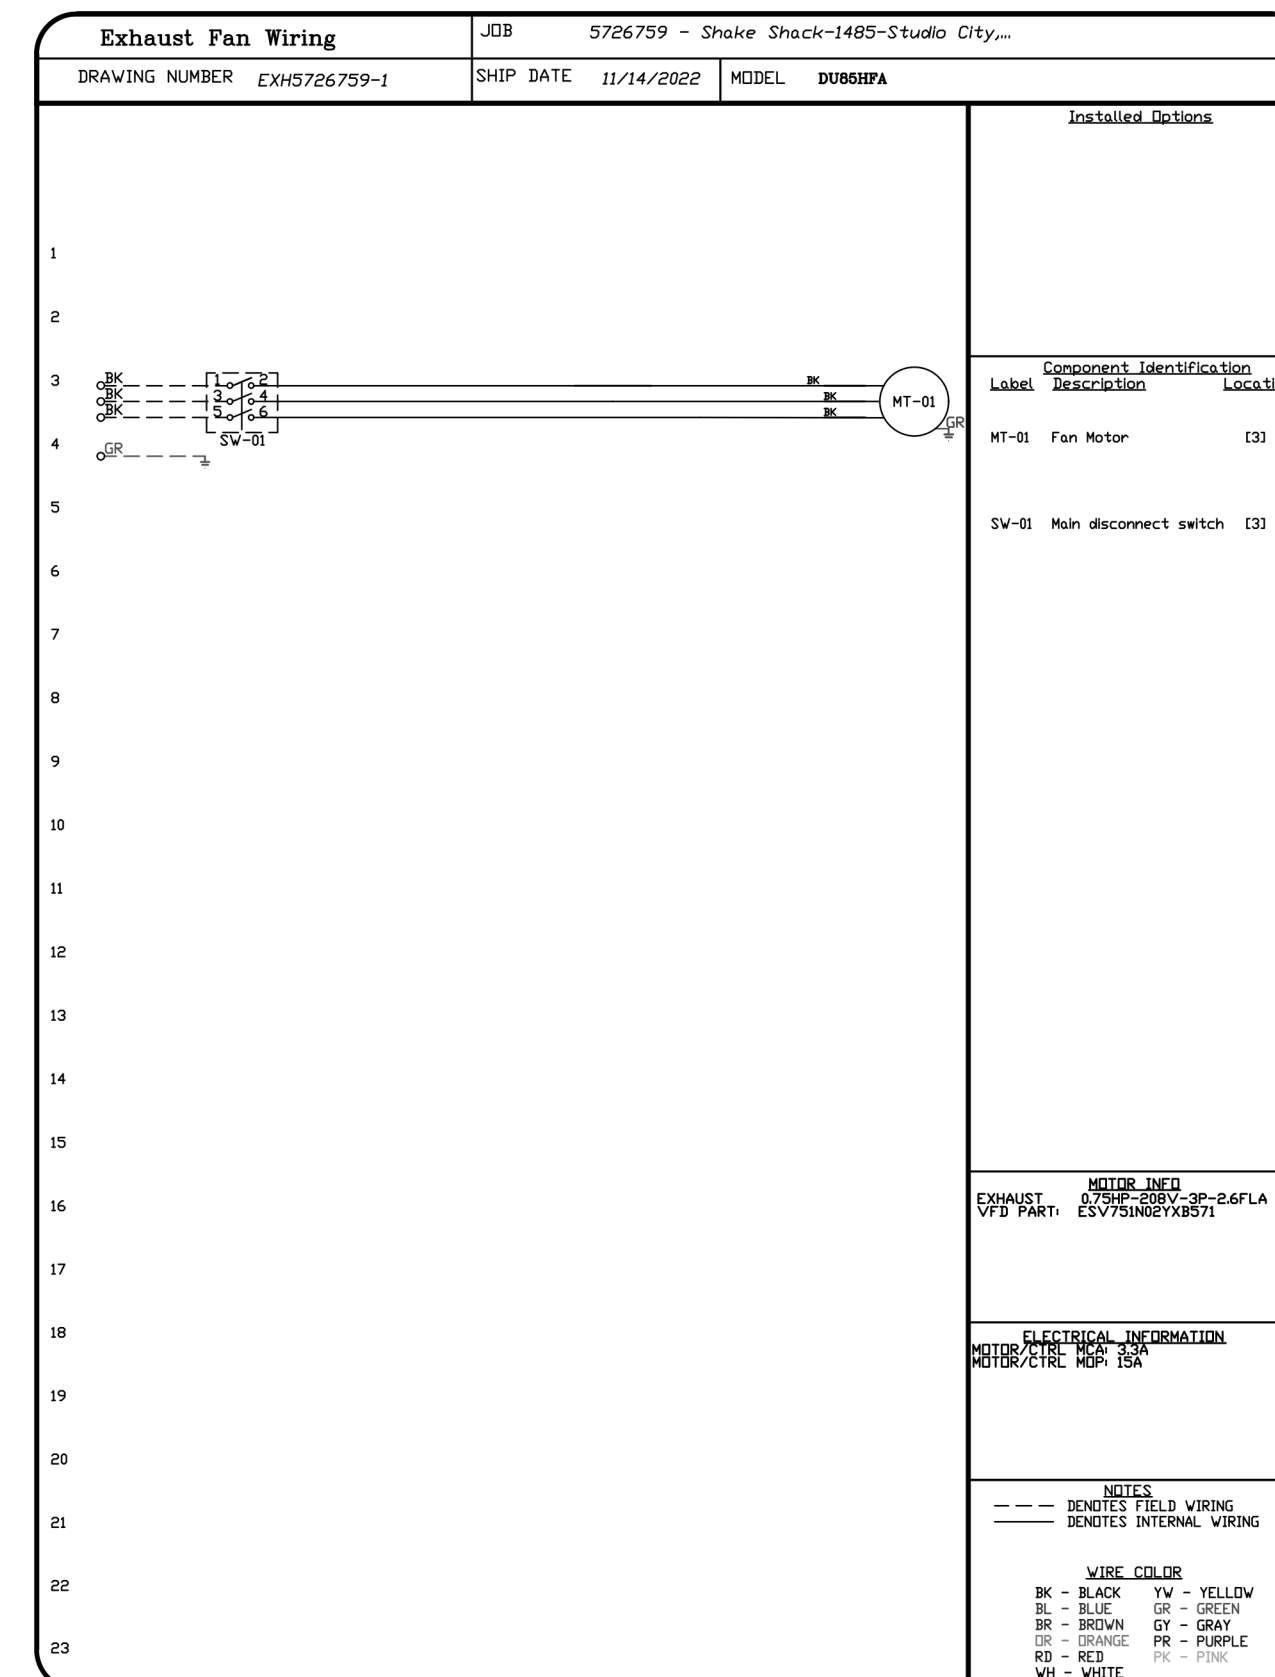 Exhaust Fan Wiring
JOB 5726759 - Shake Shack-1485-Studio City,...
DRAWING NUMBER EXH5726759-1
SHIP DATE 11/14/2022
MODEL DU85HFA
Installed Options
1
2
3
BK
BK
BK
1 2
3 4
5 6
SW-01
BK
BK
BK
MT-01
GR
4
GR
5
6
7
8
9
10
11
12
13
14
15
16
17
18
19
20
21
22
23
Component Identification
Label Description Locati
MT-01 Fan Motor [3]
SW-01 Main disconnect switch [3]
MOTOR INFO
EXHAUST 0.75HP-208V-3P-2.6FLA
VFD PART: ESV751N02YXB571
ELECTRICAL INFORMATION
MOTOR/CTRL MCA: 3.3A
MOTOR/CTRL MOP: 15A
NOTES
DENOTES FIELD WIRING
DENOTES INTERNAL WIRING
WIRE COLOR
BK - BLACK YW - YELLOW
BL - BLUE GR - GREEN
BR - BROWN GY - GRAY
OR - ORANGE PR - PURPLE
RD - RED PK - PINK
WH - WHITE